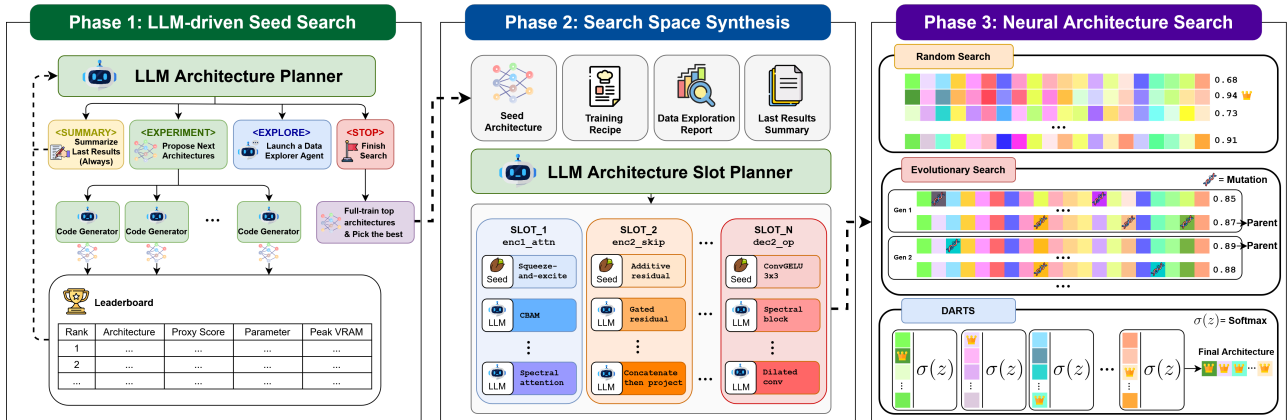 Phase 1: LLM-driven Seed Search
LLM Architecture Planner
<SUMMARY>
Summarize
Last Results
(Always)
<EXPERIMENT>
Propose Next
Architectures
<EXPLORE>
Launch a Data
Explorer Agent
<STOP>
Finish
Search
Code Generator
Code Generator
...
Code Generator
Full-train top
architectures
& Pick the best
Leaderboard
Rank Architecture Proxy Score Parameter Peak VRAM
1 ... ... ... ...
2 ... ... ... ...
... ... ... ... ...
Phase 2: Search Space Synthesis
Seed
Architecture
Training
Recipe
Data Exploration
Report
Last Results
Summary
LLM Architecture Slot Planner
SLOT_1
enc1_attn
Seed
Squeeze-
and-excite
LLM
CBAM
LLM
Spectral
attention
SLOT_2
enc2_skip
Seed
Additive
residual
LLM
Gated
residual
LLM
Concatenate
then project
...
...
...
SLOT_N
dec2_op
Seed
ConvGELU
3x3
LLM
Spectral
block
LLM
Dilated
conv
Phase 3: Neural Architecture Search
Random Search
0.68
0.94
0.73
...
0.91
Evolutionary Search
= Mutation
Gen 1
0.85
...
0.87 Parent
Gen 2
0.89 Parent
...
0.88
...
DARTS
σ(z)= Softmax
σ(z)
σ(z)
σ(z)
...
σ(z)
Final Architecture
...